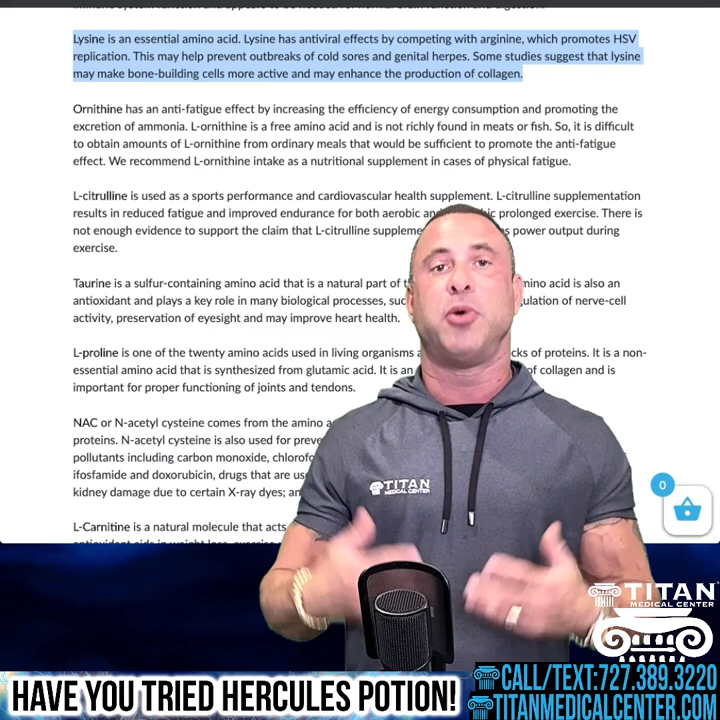 Lysine is an essential amino acid. Lysine has antiviral effects by competing with arginine, which promotes HSV
replication. This may help prevent outbreaks of cold sores and genital herpes. Some studies suggest that lysine
may make bone-building cells more active and may enhance the production of collagen.
Ornithine has an anti-fatigue effect by increasing the efficiency of energy consumption and promoting the
excretion of ammonia. L-ornithine is a free amino acid and is not richly found in meats or fish. So, it is difficult
to obtain amounts of L-ornithine from ordinary meals that would be sufficient to promote the anti-fatigue
effect. We recommend L-ornithine intake as a nutritional supplement in cases of physical fatigue.
L-citrulline is used as a sports performance and cardiovascular health supplement. L-citrulline supplementation
results in reduced fatigue and improved endurance for both aerobic and prolonged exercise. There is
not enough evidence to support the claim that L-citrulline power output during
exercise.
Taurine is a sulfur-containing amino acid that is a natural part of amino acid is also an
antioxidant and plays a key role in many biological processes, of nerve-cell
activity, preservation of eyesight and may improve heart health.
L-proline is one of the twenty amino acids used in living organisms of proteins. It is a non-
essential amino acid that is synthesized from glutamic acid. It is an of collagen and is
important for proper functioning of joints and tendons.
NAC or N-acetyl cysteine comes from the amino
proteins. N-acetyl cysteine is also used for
pollutants including carbon monoxide,
ifosfamide and doxorubicin, drugs that are
kidney damage due to certain X-ray dyes;
L-Carnitine is a natural molecule that acts
0
TITAN
MEDICAL CENTER
TITAN
MEDICAL CENTER
HAVE YOU TRIED HERCULES POTION!
CALL/TEXT:727.389.3220
TITANMEDICALCENTER.COM